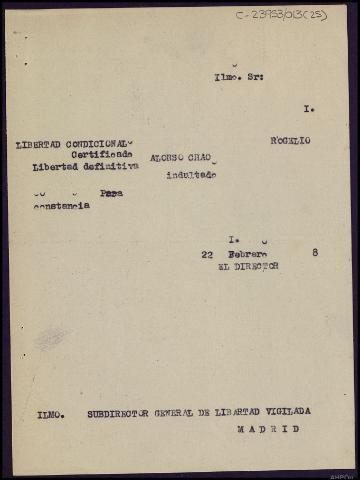 C-23953/013(25)
Ilmo. Sr:
I.
LIBERTAD CONDICIONAL
ROGELIO
Certificado
ALONSO CHAO
Libertad definitiva
indultado
Para
constancia
I.
22 Febrero 8
EL DIRECTOR
ILMO. SUBDIRECTOR GENERAL DE LIBERTAD VIGILADA
MADRID